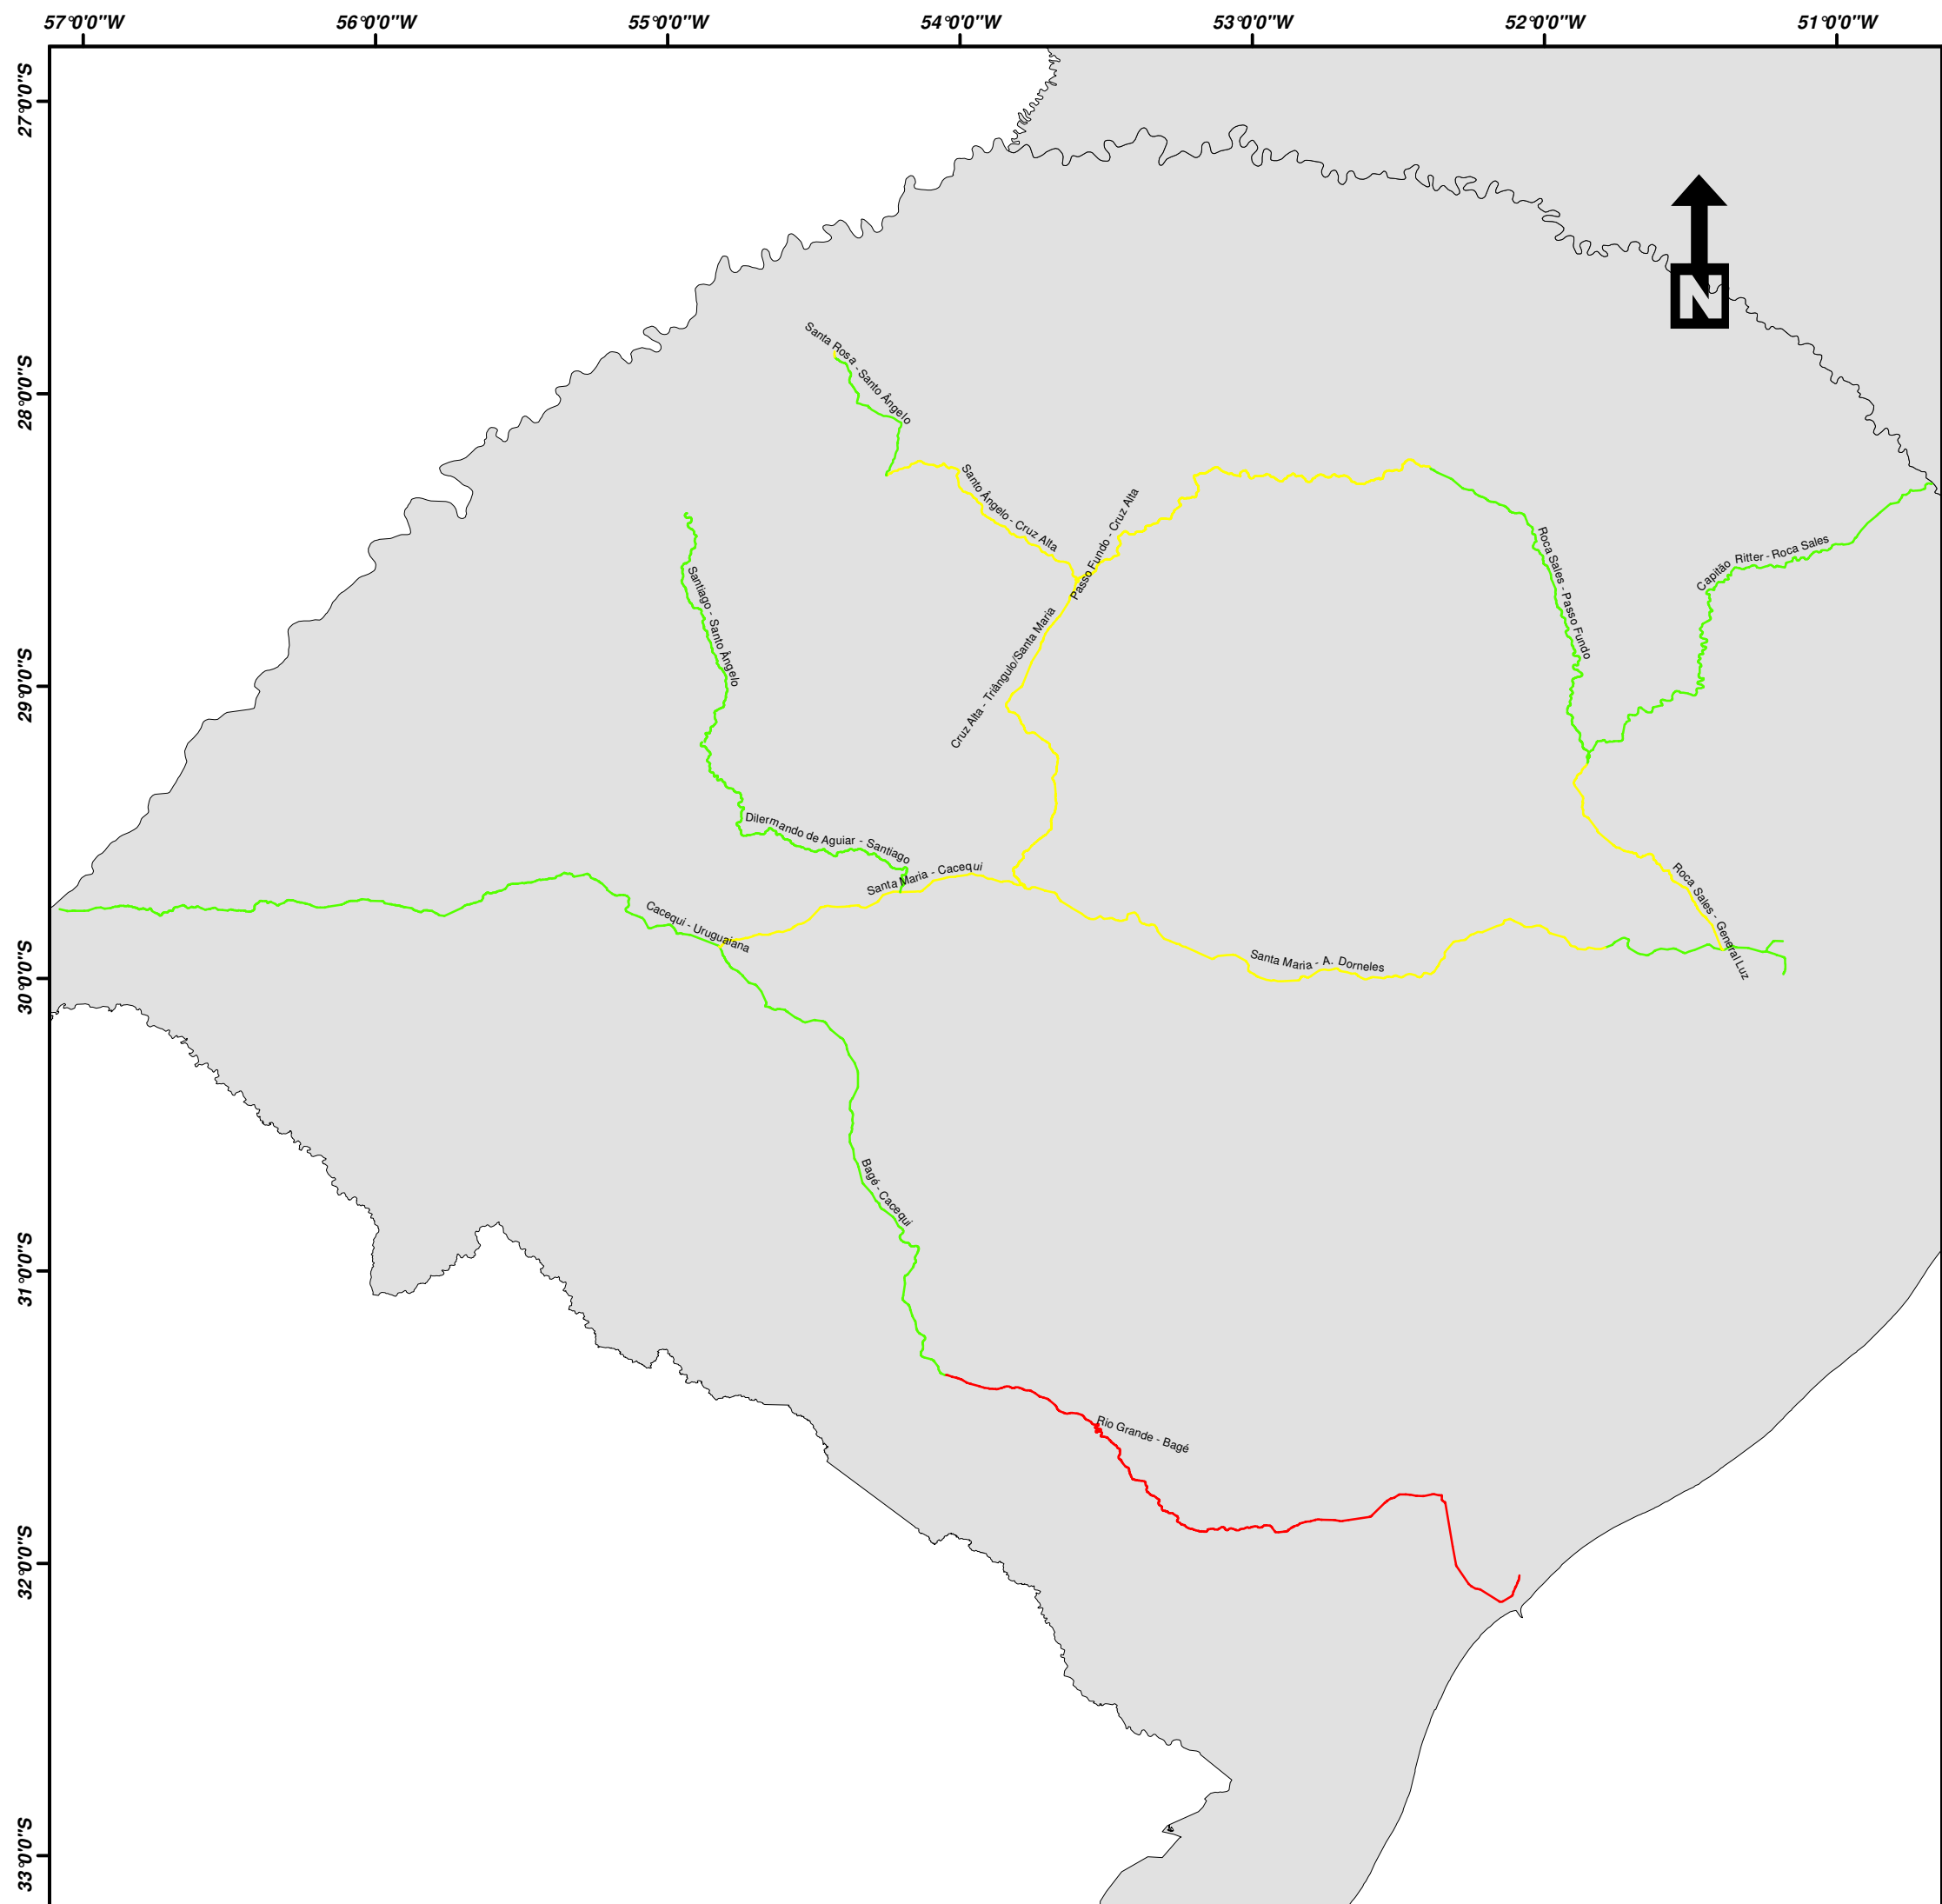 57°0'0"W
56°0'0"W
55°0'0"W
54°0'0"W
53°0'0"W
52°0'0"W
51°0'0"W
27°0'0"S
28°0'0"S
29°0'0"S
30°0'0"S
31°0'0"S
32°0'0"S
33°0'0"S
N
Santa Rosa - Santo Ângelo
Santo Ângelo - Cruz Alta
Passo Fundo - Cruz Alta
Roca Sales - Passo Fundo
Capitão Ritter - Roca Sales
Santiago - Santo Ângelo
Cruz Alta - Triângulo/Santa Maria
Dilermando de Aguiar - Santiago
Santa Maria - Cacequi
Roca Sales - General Luz
Cacequi - Uruguaiana
Santa Maria - A. Dorneles
Bagé - Cacequi
Rio Grande - Bagé